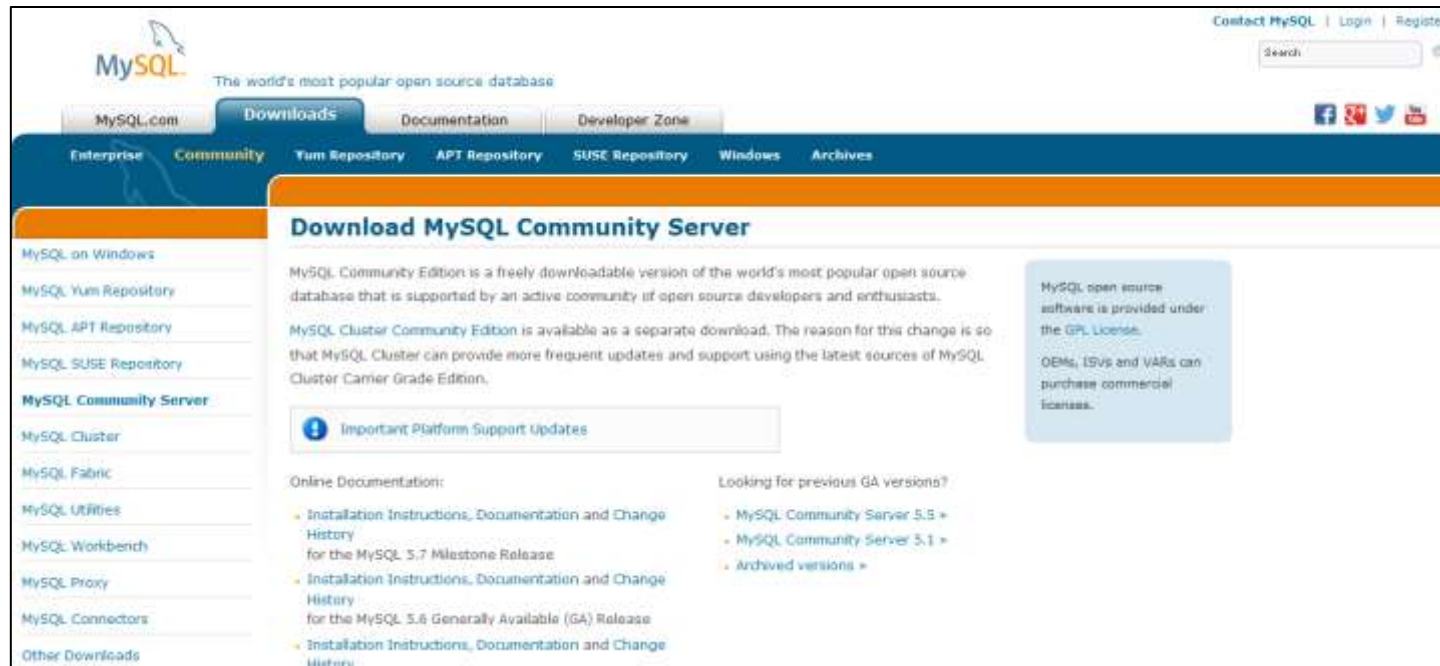 Contact MySQL | Login | Registe
Search
MySQL
The world's most popular open source database
MySQL.com
Downloads
Documentation
Developer Zone
Enterprise
Community
Yum Repository
APT Repository
SUSE Repository
Windows
Archives
MySQL on Windows
MySQL Yum Repository
MySQL APT Repository
MySQL SUSE Repository
MySQL Community Server
MySQL Cluster
MySQL Fabric
MySQL Utilities
MySQL Workbench
MySQL Proxy
MySQL Connectors
Other Downloads
Download MySQL Community Server
MySQL Community Edition is a freely downloadable version of the world's most popular open source
database that is supported by an active community of open source developers and enthusiasts.
MySQL Cluster Community Edition is available as a separate download. The reason for this change is so
that MySQL Cluster can provide more frequent updates and support using the latest sources of MySQL
Cluster Carrier Grade Edition.
Important Platform Support Updates
Online Documentation:
Installation Instructions, Documentation and Change
History
for the MySQL 5.7 Milestone Release
Installation Instructions, Documentation and Change
History
for the MySQL 5.6 Generally Available (GA) Release
Installation Instructions, Documentation and Change
History
Looking for previous GA versions?
MySQL Community Server 5.5 »
MySQL Community Server 5.1 »
Archived versions »
MySQL open source
software is provided under
the GPL License.
OEMs, ISVs and VARs can
purchase commercial
licenses.